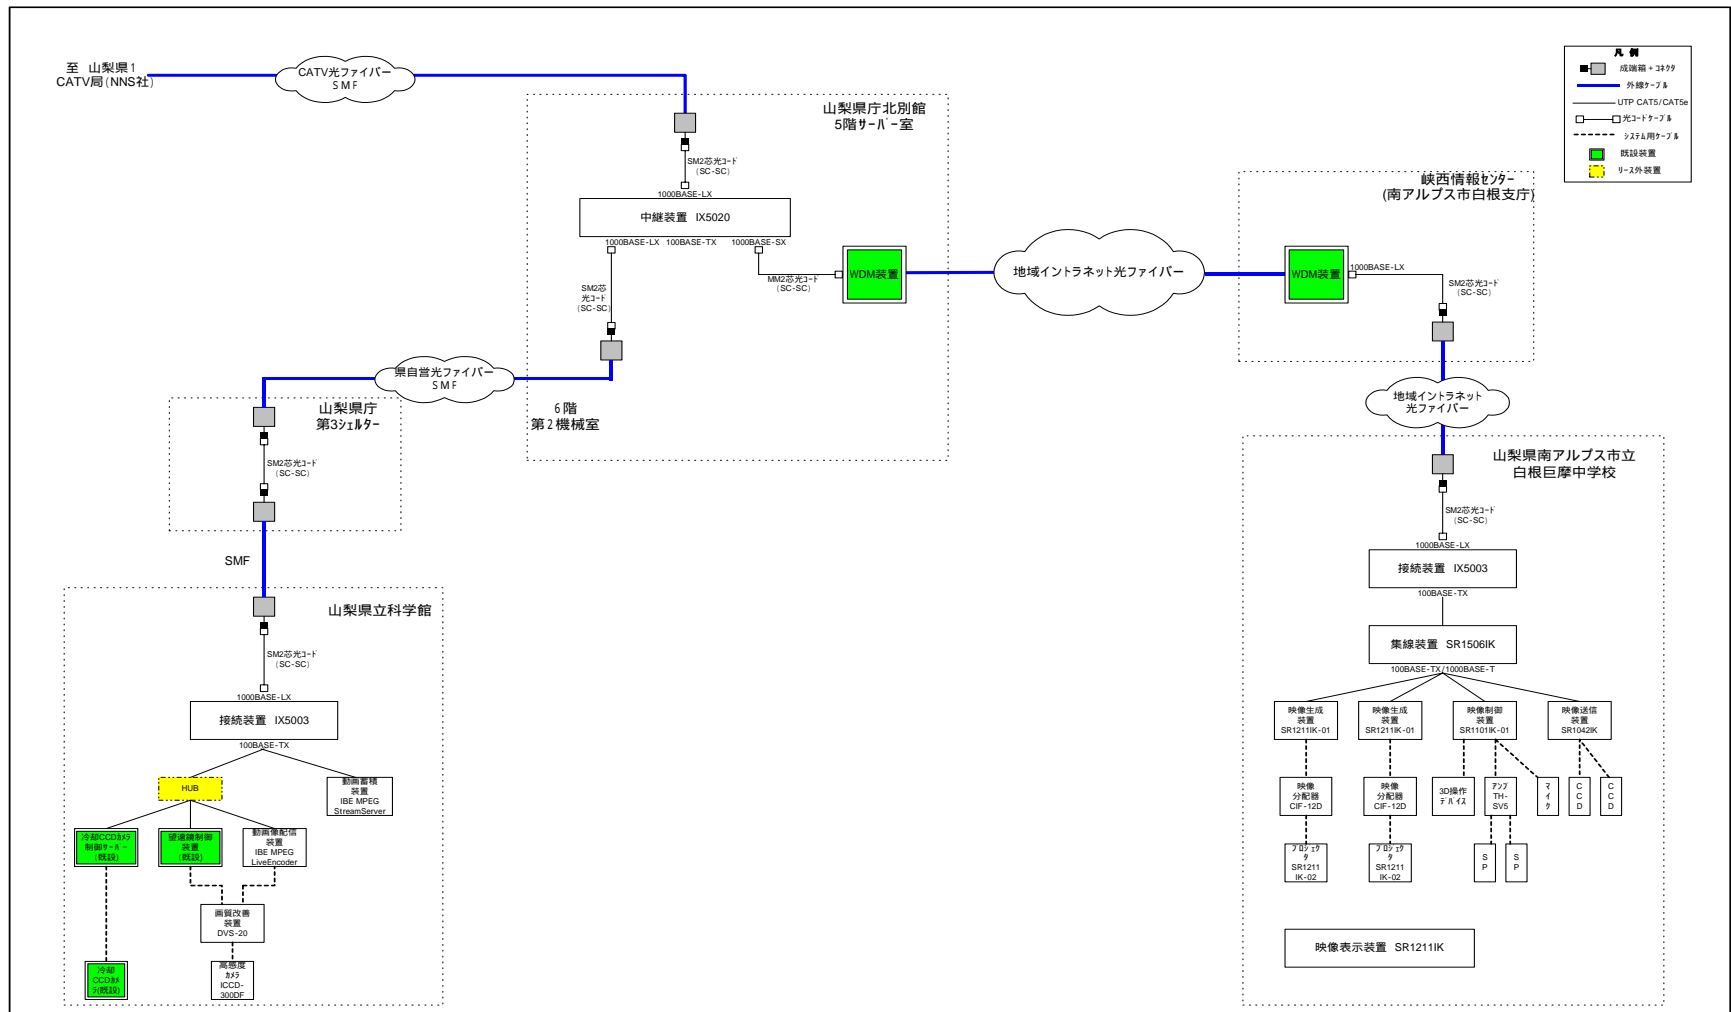 至 山梨県1
CATV局(NNS社)
CATV光ファイバー
SMF
山梨県庁北別館
5階サーバー室
SM2芯光コード
(SC-SC)
1000BASE-LX
中継装置 IX5020
1000BASE-LX 100BASE-TX 1000BASE-SX
SM2芯
光コード
(SC-SC)
MM2芯光コード
(SC-SC)
WDM装置
6階
第2機械室
地域イントラネット光ファイバー
峡西情報センター
(南アルプス市白根支庁)
WDM装置
1000BASE-LX
SM2芯光コード
(SC-SC)
凡 例
成端箱+コネクタ
外線ケーブル
UTP CAT5/CAT5e
光コードケーブル
システム用ケーブル
既設装置
リース外装置
県自営光ファイバー
SMF
山梨県庁
第3シェルター
SM2芯光コード
(SC-SC)
SMF
山梨県立科学館
SM2芯光コード
(SC-SC)
1000BASE-LX
接続装置 IX5003
100BASE-TX
HUB
動画蓄積
装置
IBE MPEG
StreamServer
冷却CCDカメラ
制御サーバー
(既設)
望遠鏡制御
装置
(既設)
動画像配信
装置
IBE MPEG
LiveEncoder
画質改善
装置
DVS-20
冷却
CCDカメ
ラ(既設)
高感度
カメラ
ICCD-
300DF
地域イントラネット
光ファイバー
山梨県南アルプス市立
白根巨摩中学校
SM2芯光コード
(SC-SC)
1000BASE-LX
接続装置 IX5003
100BASE-TX
集線装置 SR1506IK
100BASE-TX/1000BASE-T
映像生成
装置
SR1211IK-01
映像生成
装置
SR1211IK-01
映像制御
装置
SR1101IK-01
映像送信
装置
SR1042IK
映像
分配器
CIF-12D
映像
分配器
CIF-12D
3D操作
デバイス
アンプ
TH-
SV5
マイク
CCD
CCD
プロジェク
タ
SR1211
IK-02
プロジェク
タ
SR1211
IK-02
SP
SP
映像表示装置 SR1211IK